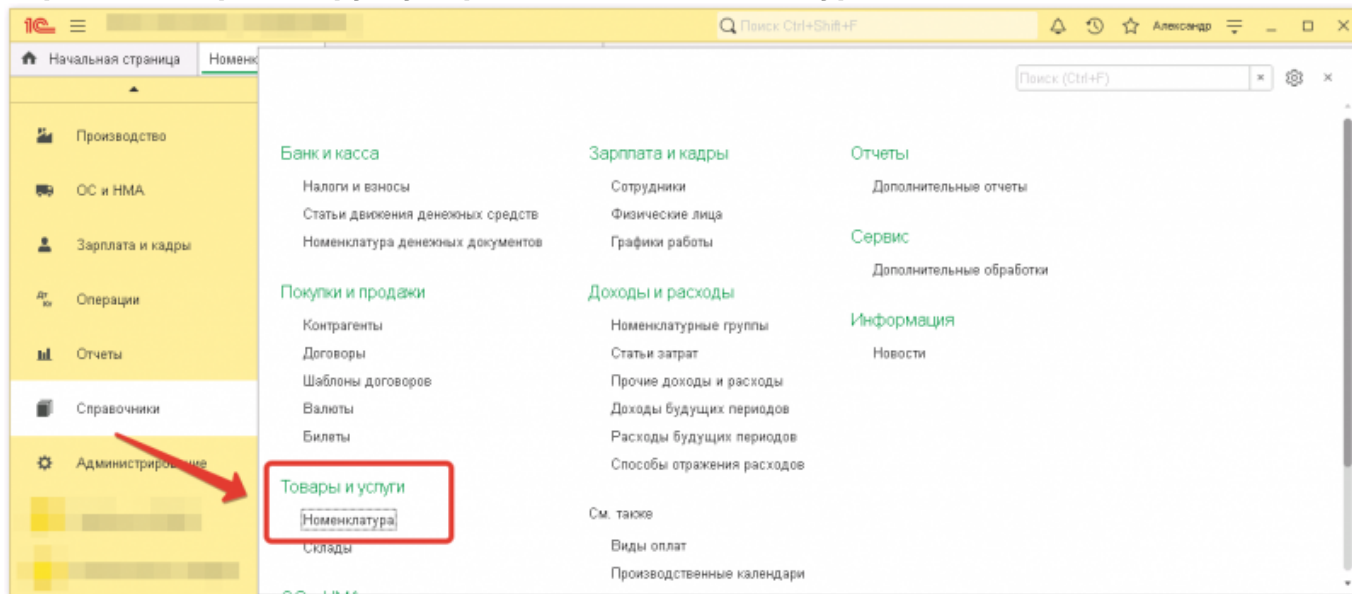 1С
Поиск Ctrl+Shift+F
Александр
Начальная страница
Поиск (Ctrl+F)
Производство
ОС и НМА
Зарплата и кадры
Операции
Отчеты
Справочники
Администрирование
Банк и касса
Налоги и взносы
Статьи движения денежных средств
Номенклатура денежных документов
Покупки и продажи
Контрагенты
Договоры
Шаблоны договоров
Валюты
Билеты
Товары и услуги
Номенклатура
Склады
Зарплата и кадры
Сотрудники
Физические лица
Графики работы
Доходы и расходы
Номенклатурные группы
Статьи затрат
Прочие доходы и расходы
Доходы будущих периодов
Расходы будущих периодов
Способы отражения расходов
См. также
Виды оплат
Производственные календари
Отчеты
Дополнительные отчеты
Сервис
Дополнительные обработки
Информация
Новости